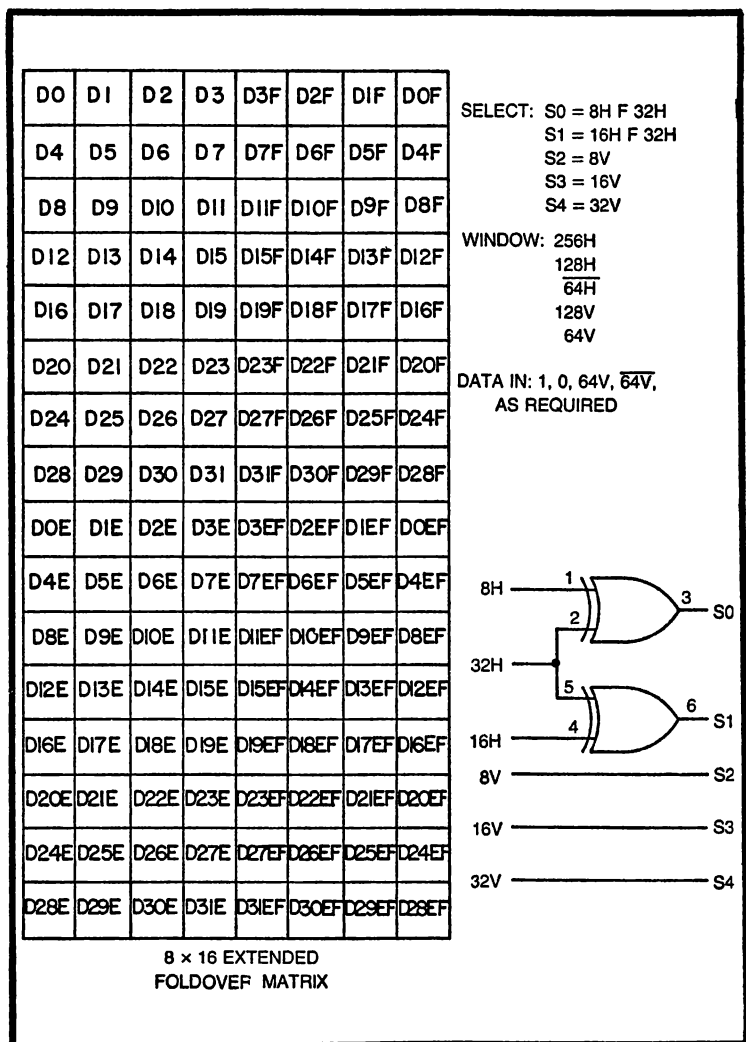 D0 D1 D2 D3 D3F D2F D1F D0F
D4 D5 D6 D7 D7F D6F D5F D4F
D8 D9 D10 D11 D11F D10F D9F D8F
D12 D13 D14 D15 D15F D14F D13F D12F
D16 D17 D18 D19 D19F D18F D17F D16F
D20 D21 D22 D23 D23F D22F D21F D20F
D24 D25 D26 D27 D27F D26F D25F D24F
D28 D29 D30 D31 D31F D30F D29F D28F
D0E D1E D2E D3E D3EF D2EF D1EF D0EF
D4E D5E D6E D7E D7EF D6EF D5EF D4EF
D8E D9E D10E D11E D11EF D10EF D9EF D8EF
D12E D13E D14E D15E D15EF D14EF D13EF D12EF
D16E D17E D18E D19E D19EF D18EF D17EF D16EF
D20E D21E D22E D23E D23EF D22EF D21EF D20EF
D24E D25E D26E D27E D27EF D26EF D25EF D24EF
D28E D29E D30E D31E D31EF D30EF D29EF D28EF
8 × 16 EXTENDED
FOLDOVER MATRIX
SELECT: S0 = 8H F 32H
S1 = 16H F 32H
S2 = 8V
S3 = 16V
S4 = 32V
WINDOW: 256H
128H
6̅4̅H̅
128V
64V
DATA IN: 1, 0, 64V, 6̅4̅V̅,
AS REQUIRED
8H 1 3 S0
2
32H
5 6 S1
16H 4
8V S2
16V S3
32V S4